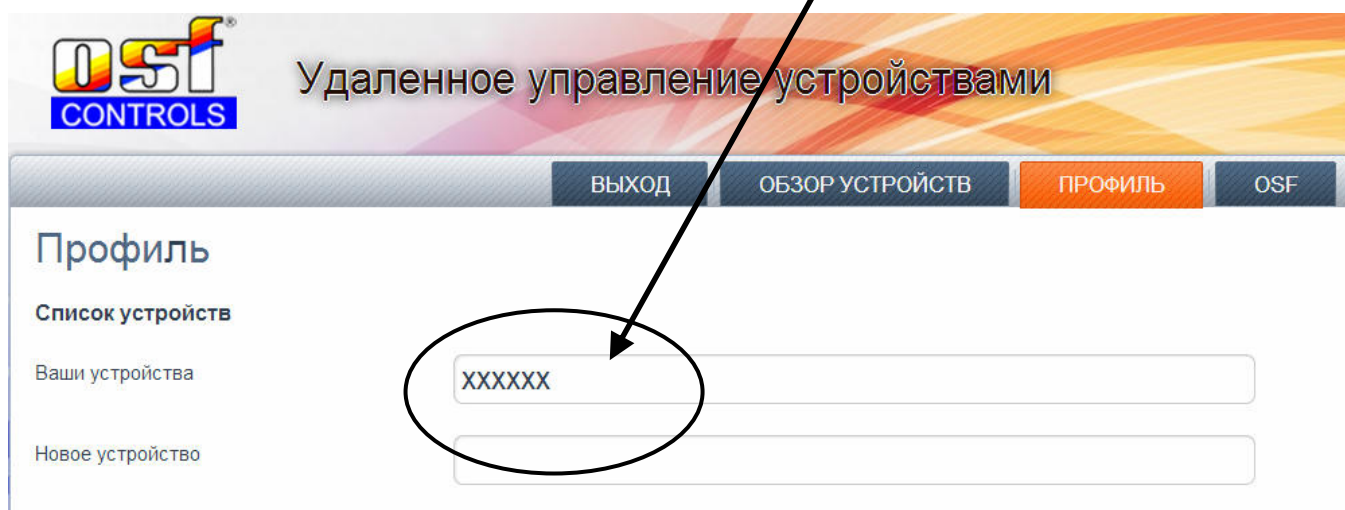 osf®
CONTROLS
Удаленное управление устройствами
ВЫХОД ОБЗОР УСТРОЙСТВ ПРОФИЛЬ OSF
Профиль
Список устройств
Ваши устройства XXXXXX
Новое устройство